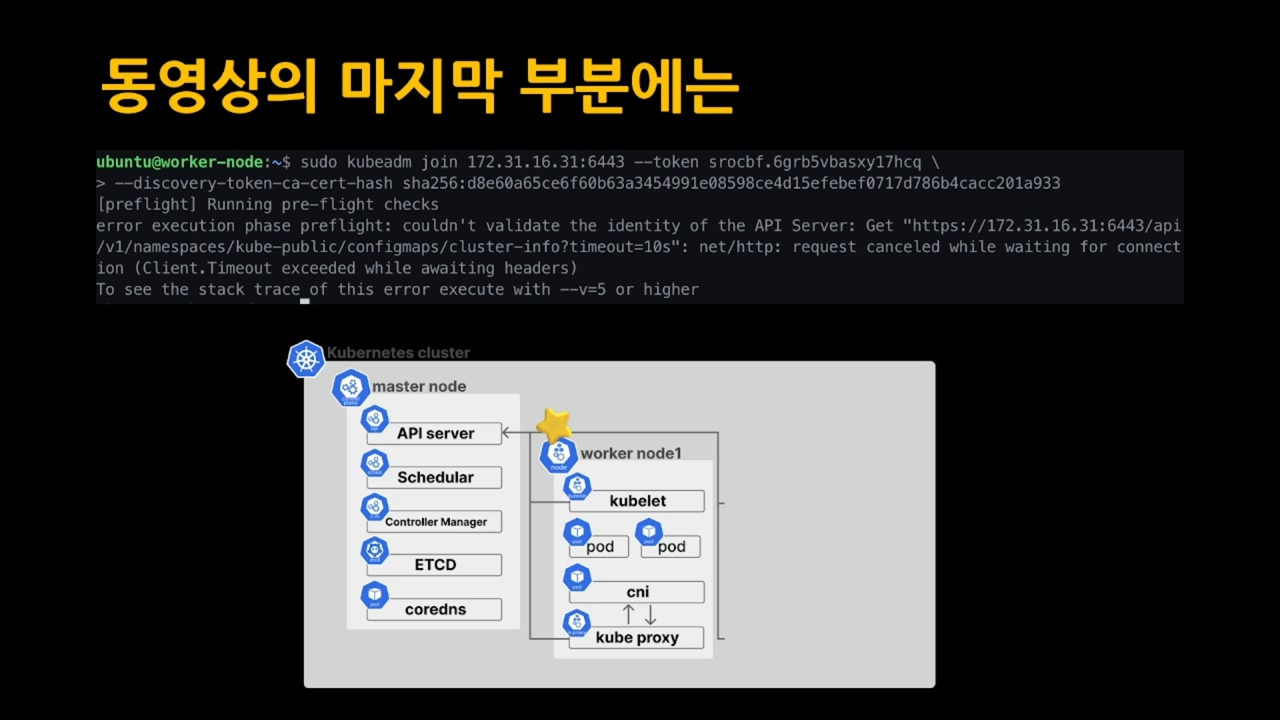 동영상의 마지막 부분에는
ubuntu@worker-node:~$ sudo kubeadm join 172.31.16.31:6443 --token srocbf.6grb5vbasxy17hcq \
> --discovery-token-ca-cert-hash sha256:d8e60a65ce6f60b63a3454991e08598ce4d15efebef0717d786b4cacc201a933
[preflight] Running pre-flight checks
error execution phase preflight: couldn't validate the identity of the API Server: Get "https://172.31.16.31:6443/api
/v1/namespaces/kube-public/configmaps/cluster-info?timeout=10s": net/http: request canceled while waiting for connect
ion (Client.Timeout exceeded while awaiting headers)
To see the stack trace of this error execute with --v=5 or higher
Kubernetes cluster
master node
API server
Schedular
Controller Manager
ETCD
coredns
worker node1
node
kubelet
pod
pod
cni
kube proxy